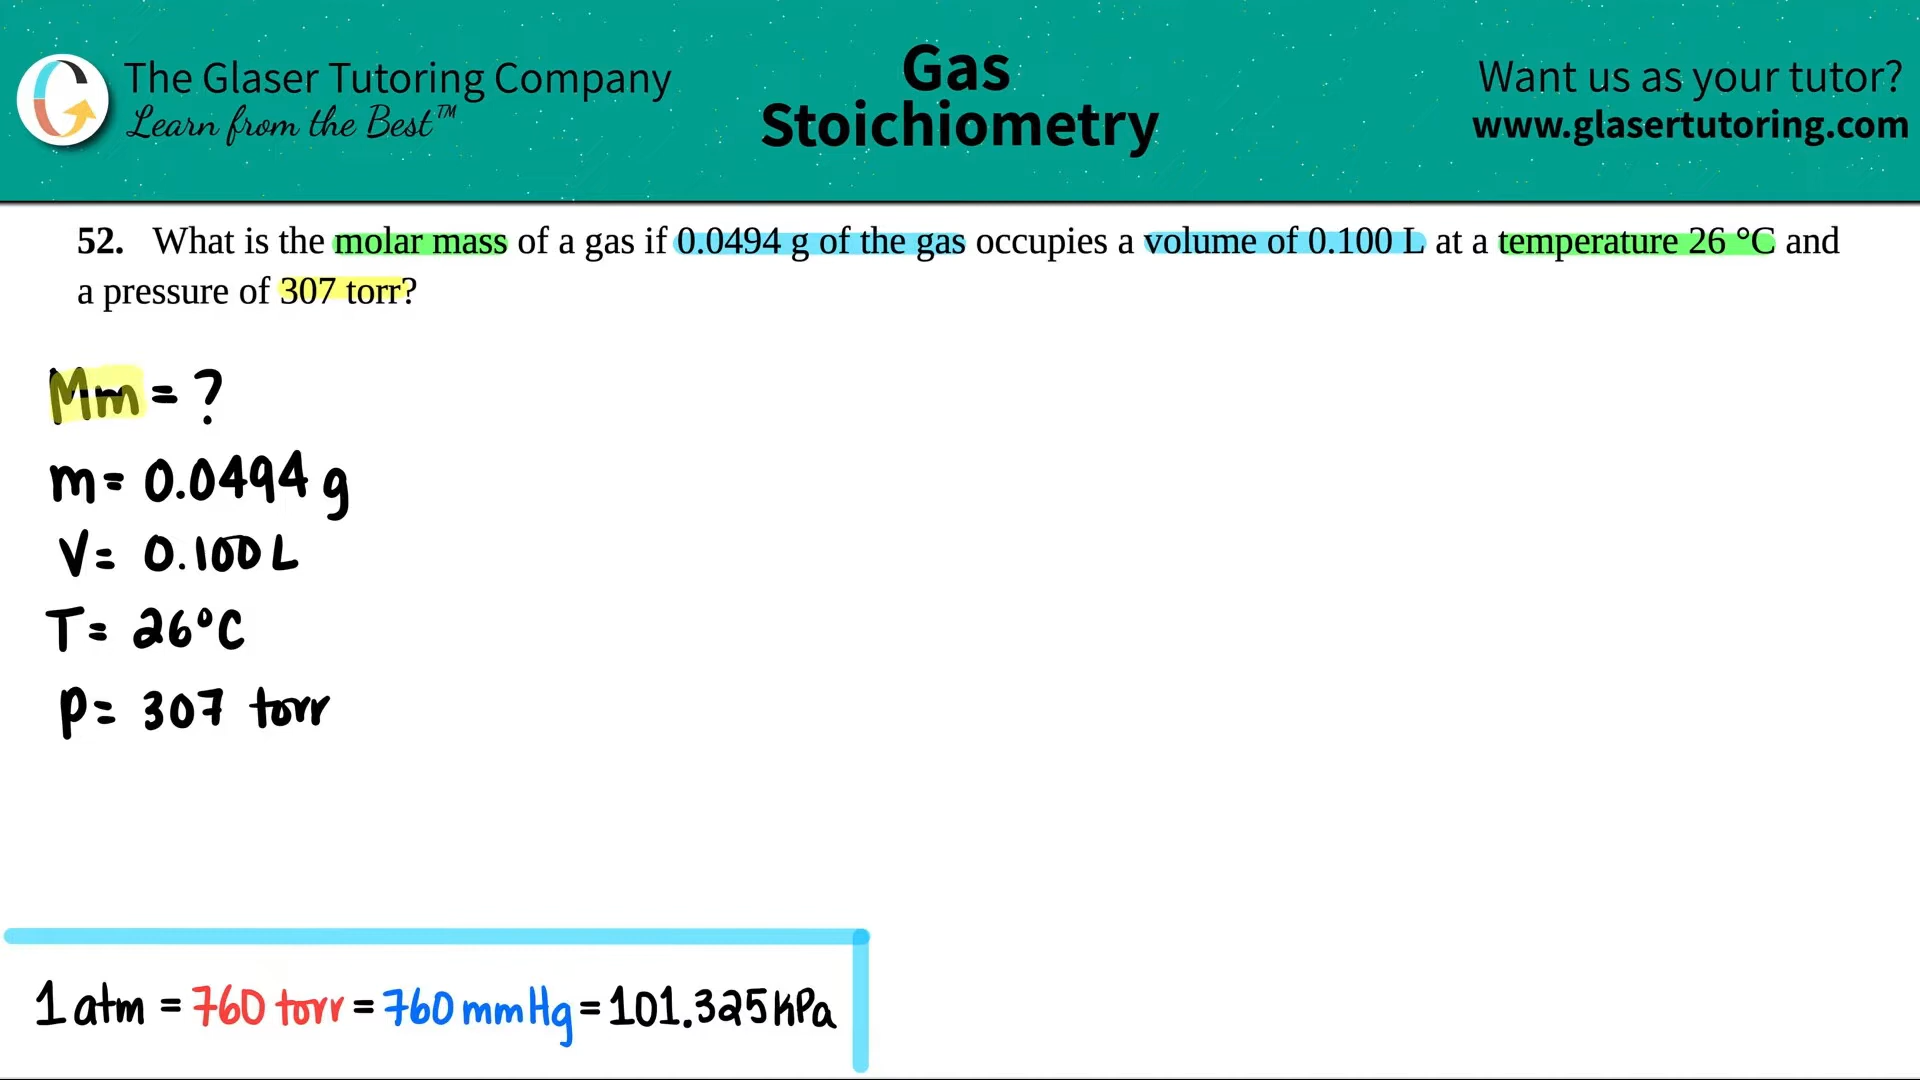 The Glaser Tutoring Company
Learn from the Best™
Gas
Stoichiometry
Want us as your tutor?
www.glasertutoring.com
52. What is the molar mass of a gas if 0.0494 g of the gas occupies a volume of 0.100 L at a temperature 26 °C and
a pressure of 307 torr?
Mm = ?
m = 0.0494 g
V = 0.100 L
T = 26°C
P = 307 torr
1 atm = 760 torr = 760 mmHg = 101.325 kPa